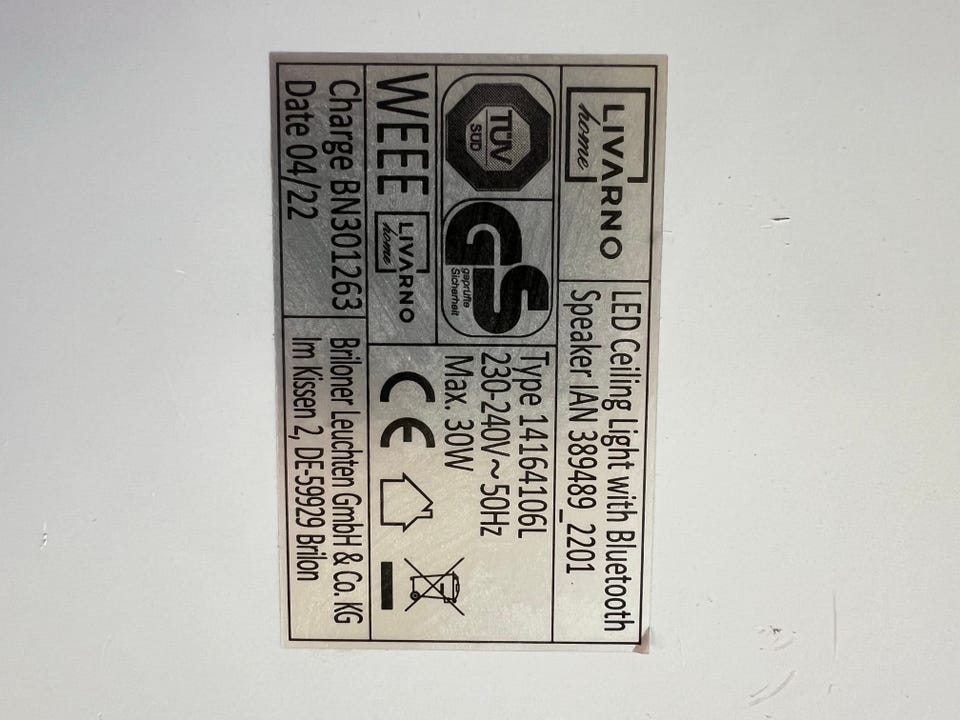 LIVARNO
home
LED Ceiling Light with Bluetooth
Speaker IAN 389489_2201
TÜV
SÜD
GS
geprüfte
Sicherheit
Type 14164106L
230-240V~50Hz
Max. 30W
WEEE
LIVARNO
home
CE
Charge BN301263
Date 04/22
Briloner Leuchten GmbH & Co. KG
Im Kissen 2, DE-59929 Brilon